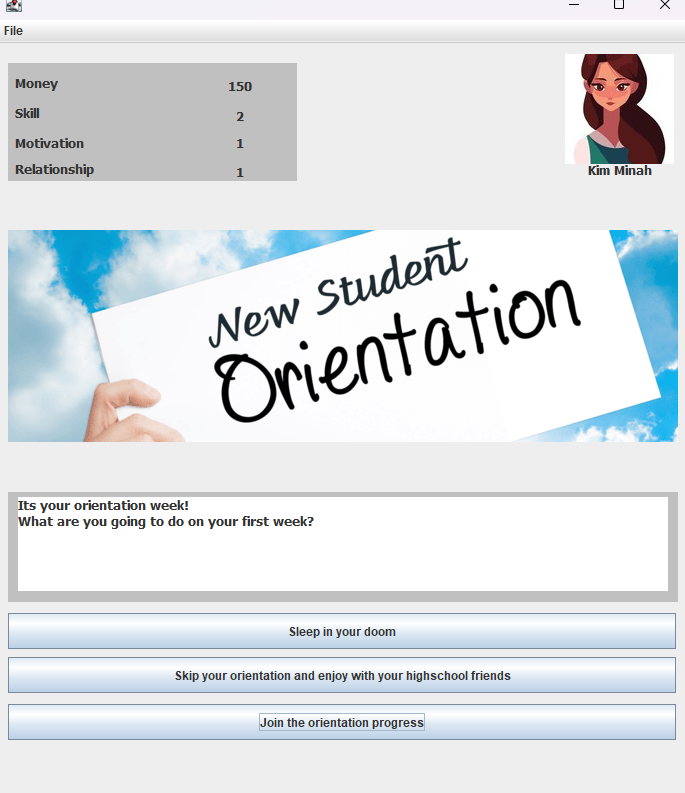 File
Money 150
Skill 2
Motivation 1
Relationship 1
Kim Minah
New Student
Orientation
Its your orientation week!
What are you going to do on your first week?
Sleep in your doom
Skip your orientation and enjoy with your highschool friends
Join the orientation progress